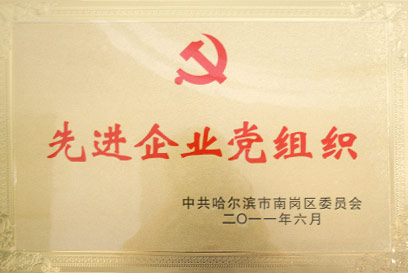 先进企业党组织
中共哈尔滨市南岗区委员会
二〇一一年六月